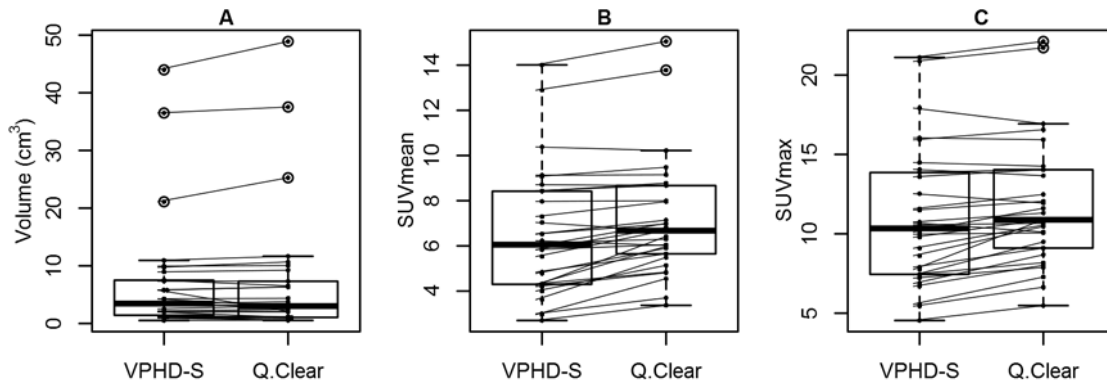 A
Volume (cm³)
50
40
30
20
10
0
VPHD-S Q.Clear
B
SUVmean
14
12
10
8
6
4
VPHD-S Q.Clear
C
SUVmax
20
15
10
5
VPHD-S Q.Clear